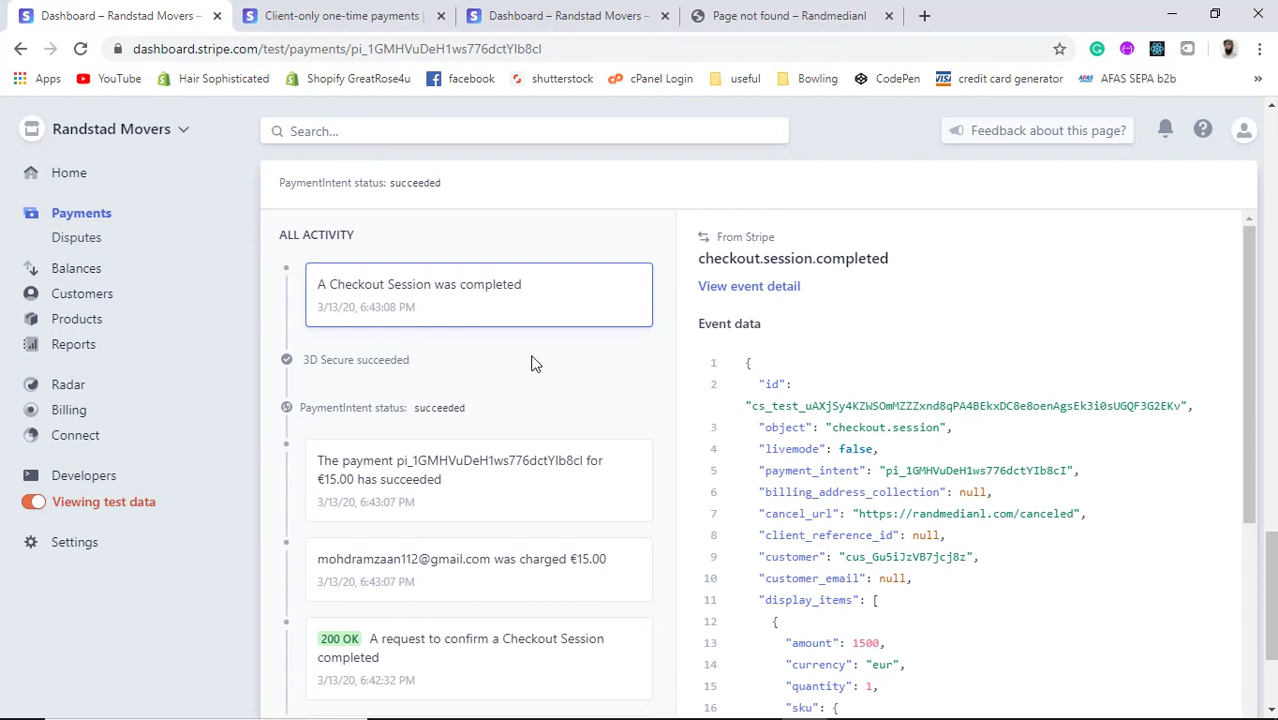 Dashboard – Randstad Movers –
Client-only one-time payments
Dashboard – Randstad Movers –
Page not found – Randmedianl
dashboard.stripe.com/test/payments/pi_1GMHVuDeH1ws776dctYIb8cI
Apps
YouTube
Hair Sophisticated
Shopify GreatRose4u
facebook
shutterstock
cPanel Login
useful
Bowling
CodePen
credit card generator
AFAS SEPA b2b
Randstad Movers
Search...
Feedback about this page?
Home
Payments
Disputes
Balances
Customers
Products
Reports
Radar
Billing
Connect
Developers
Viewing test data
Settings
PaymentIntent status: succeeded
ALL ACTIVITY
A Checkout Session was completed
3/13/20, 6:43:08 PM
3D Secure succeeded
PaymentIntent status: succeeded
The payment pi_1GMHVuDeH1ws776dctYIb8cI for
€15.00 has succeeded
3/13/20, 6:43:07 PM
mohdramzaan112@gmail.com was charged €15.00
3/13/20, 6:43:07 PM
200 OK A request to confirm a Checkout Session
completed
3/13/20, 6:42:32 PM
From Stripe
checkout.session.completed
View event detail
Event data
1 {
2 "id":
"cs_test_uAXjSy4KZWSOmMZZZxnd8qPA4BEkxDC8e8oenAgsEk3i0sUGQF3G2EKv",
3 "object": "checkout.session",
4 "livemode": false,
5 "payment_intent": "pi_1GMHVuDeH1ws776dctYIb8cI",
6 "billing_address_collection": null,
7 "cancel_url": "https://randmedianl.com/canceled",
8 "client_reference_id": null,
9 "customer": "cus_Gu5iJzVB7jcj8z",
10 "customer_email": null,
11 "display_items": [
12 {
13 "amount": 1500,
14 "currency": "eur",
15 "quantity": 1,
16 "sku": {